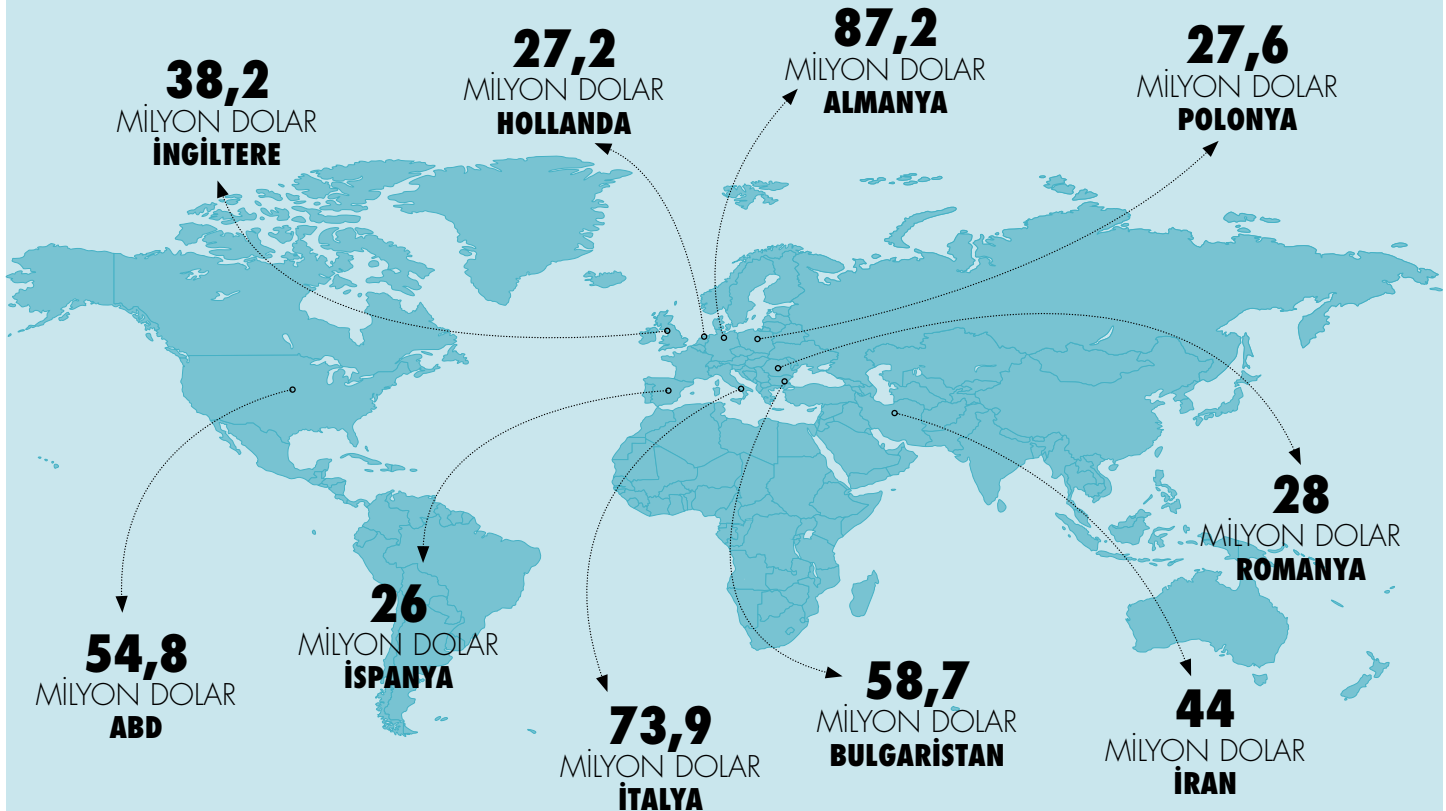 38,2
MİLYON DOLAR
İNGİLTERE
27,2
MİLYON DOLAR
HOLLANDA
87,2
MİLYON DOLAR
ALMANYA
27,6
MİLYON DOLAR
POLONYA
28
MİLYON DOLAR
ROMANYA
54,8
MİLYON DOLAR
ABD
26
MİLYON DOLAR
İSPANYA
73,9
MİLYON DOLAR
İTALYA
58,7
MİLYON DOLAR
BULGARİSTAN
44
MİLYON DOLAR
İRAN